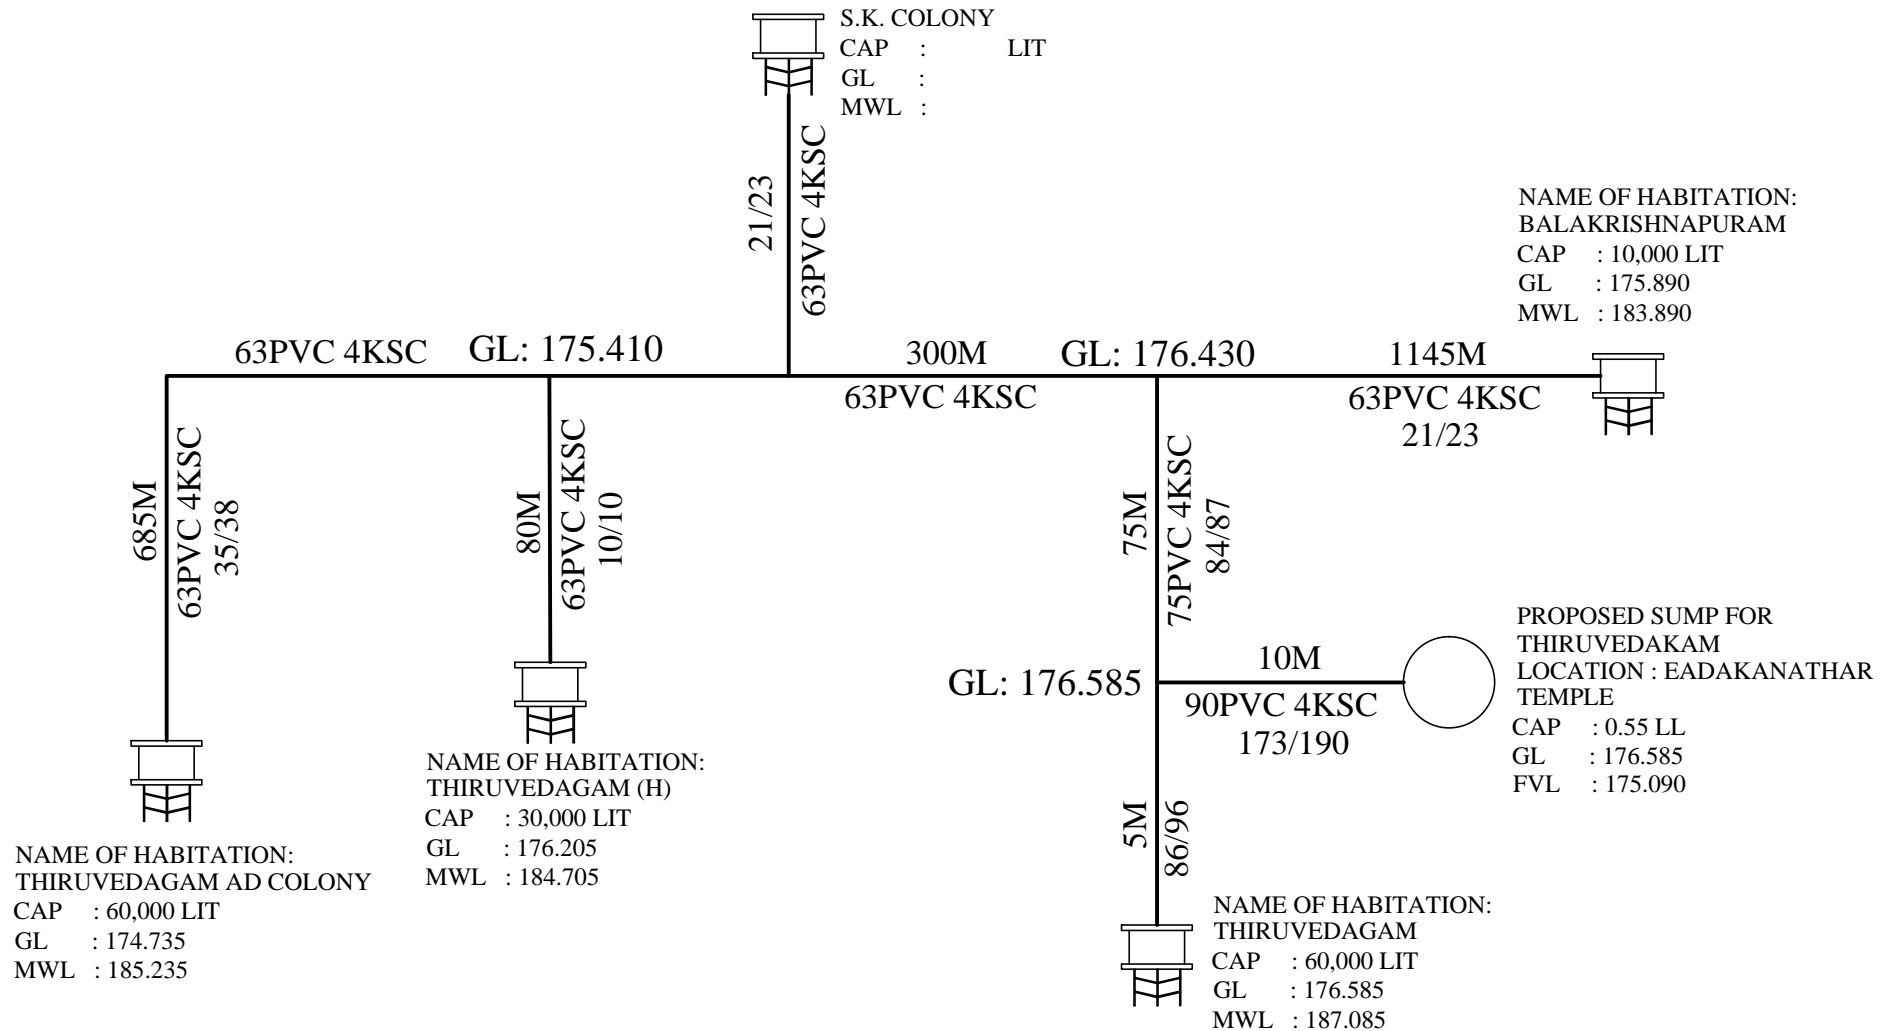 S.K. COLONY
CAP : LIT
GL :
MWL :
21/23
63PVC 4KSC
NAME OF HABITATION:
BALAKRISHNAPURAM
CAP : 10,000 LIT
GL : 175.890
MWL : 183.890
63PVC 4KSC
GL: 175.410
300M
63PVC 4KSC
GL: 176.430
1145M
63PVC 4KSC
21/23
685M
63PVC 4KSC
35/38
80M
63PVC 4KSC
10/10
75M
75PVC 4KSC
84/87
GL: 176.585
10M
90PVC 4KSC
173/190
PROPOSED SUMP FOR
THIRUVEDAKAM
LOCATION : EADAKANATHAR
TEMPLE
CAP : 0.55 LL
GL : 176.585
FVL : 175.090
5M
86/96
NAME OF HABITATION:
THIRUVEDAGAM AD COLONY
CAP : 60,000 LIT
GL : 174.735
MWL : 185.235
NAME OF HABITATION:
THIRUVEDAGAM (H)
CAP : 30,000 LIT
GL : 176.205
MWL : 184.705
NAME OF HABITATION:
THIRUVEDAGAM
CAP : 60,000 LIT
GL : 176.585
MWL : 187.085